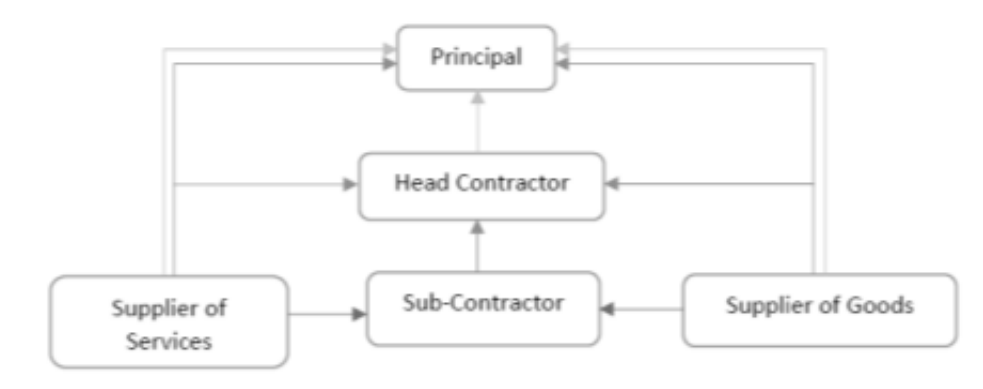 Principal
Head Contractor
Supplier of
Services
Sub-Contractor
Supplier of Goods